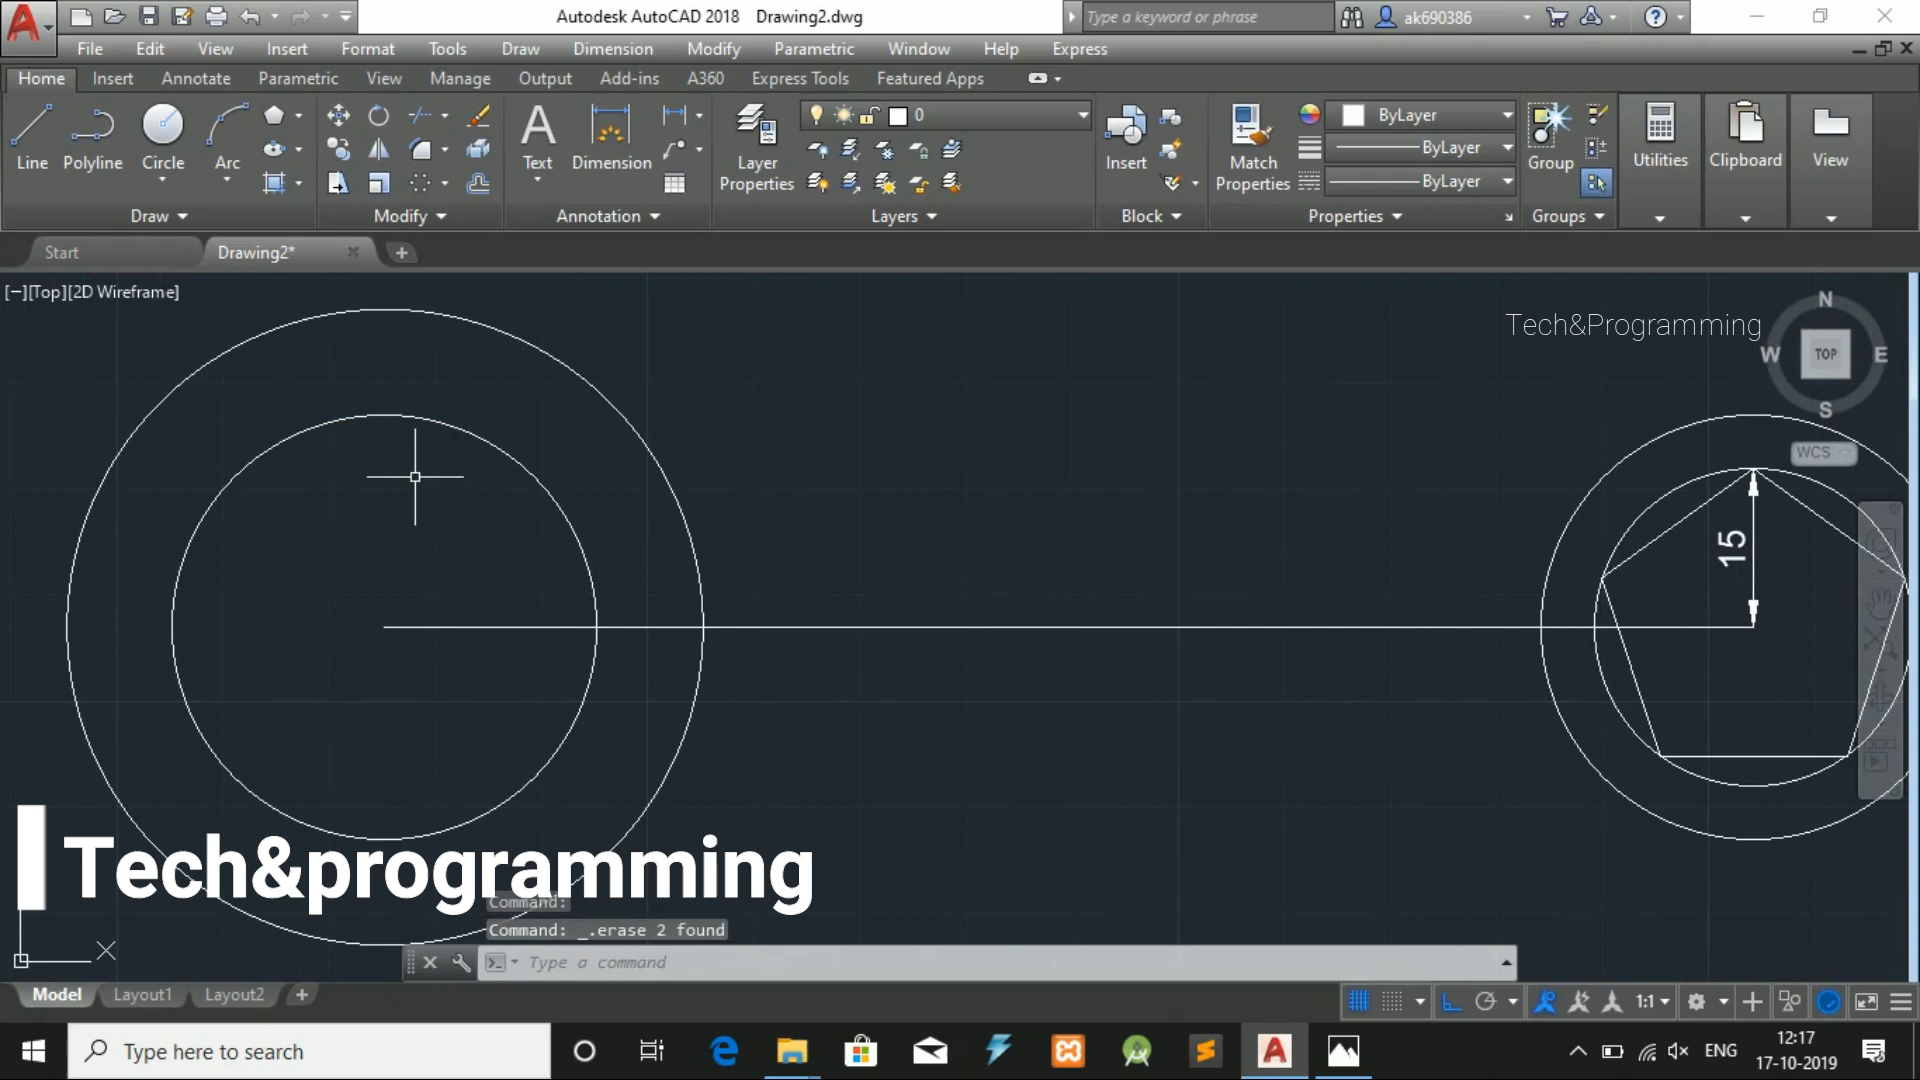 Autodesk AutoCAD 2018 Drawing2.dwg
Type a keyword or phrase
ak690386
File Edit View Insert Format Tools Draw Dimension Modify Parametric Window Help Express
Home Insert Annotate Parametric View Manage Output Add-ins A360 Express Tools Featured Apps
0
ByLayer
ByLayer
ByLayer
Line Polyline Circle Arc
Text Dimension
Layer
Properties
Insert
Match
Properties
Group
Utilities
Clipboard
View
Draw Modify Annotation Layers Block Properties Groups
Start Drawing2*
[−][Top][2D Wireframe]
Tech&Programming
N
W TOP E
S
WCS
15
Tech&programming
Command:
Command: _.erase 2 found
Type a command
X
Model Layout1 Layout2
1:1
Type here to search
ENG
12:17
17-10-2019